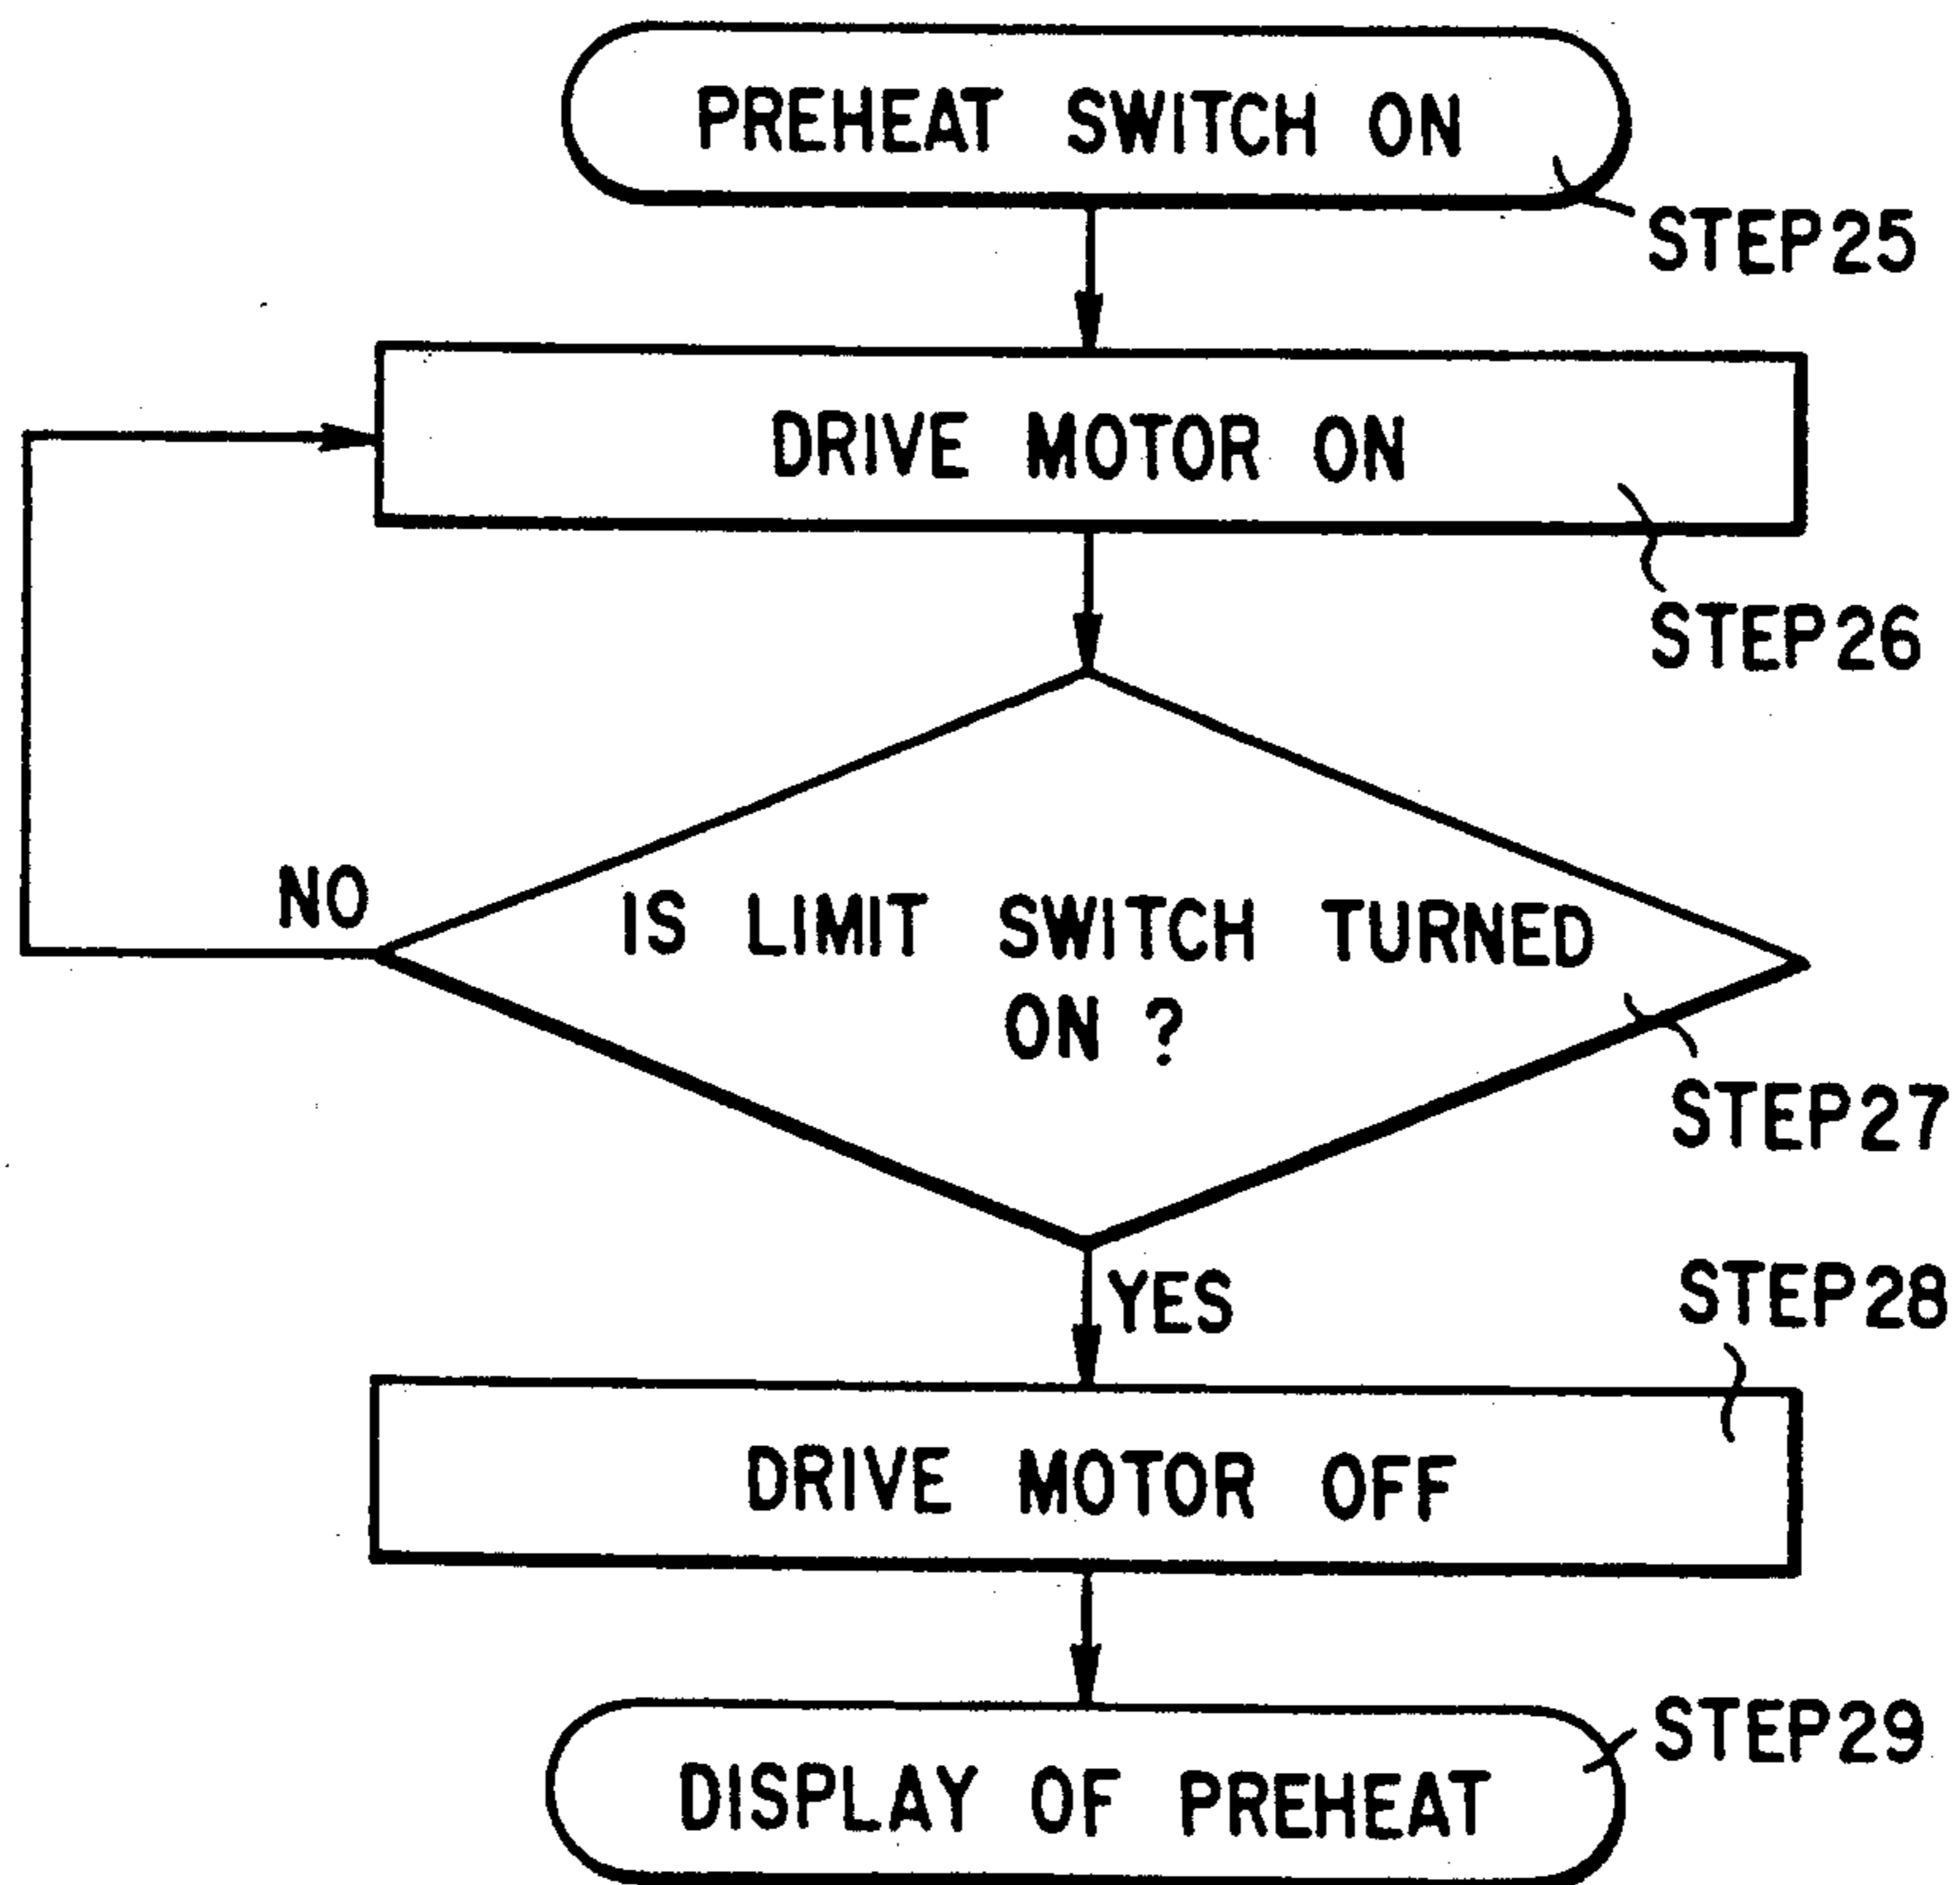 PREHEAT SWITCH ON
STEP25
DRIVE MOTOR ON
STEP26
NO
IS LIMIT SWITCH TURNED
ON ?
STEP27
YES
STEP28
DRIVE MOTOR OFF
STEP29
DISPLAY OF PREHEAT